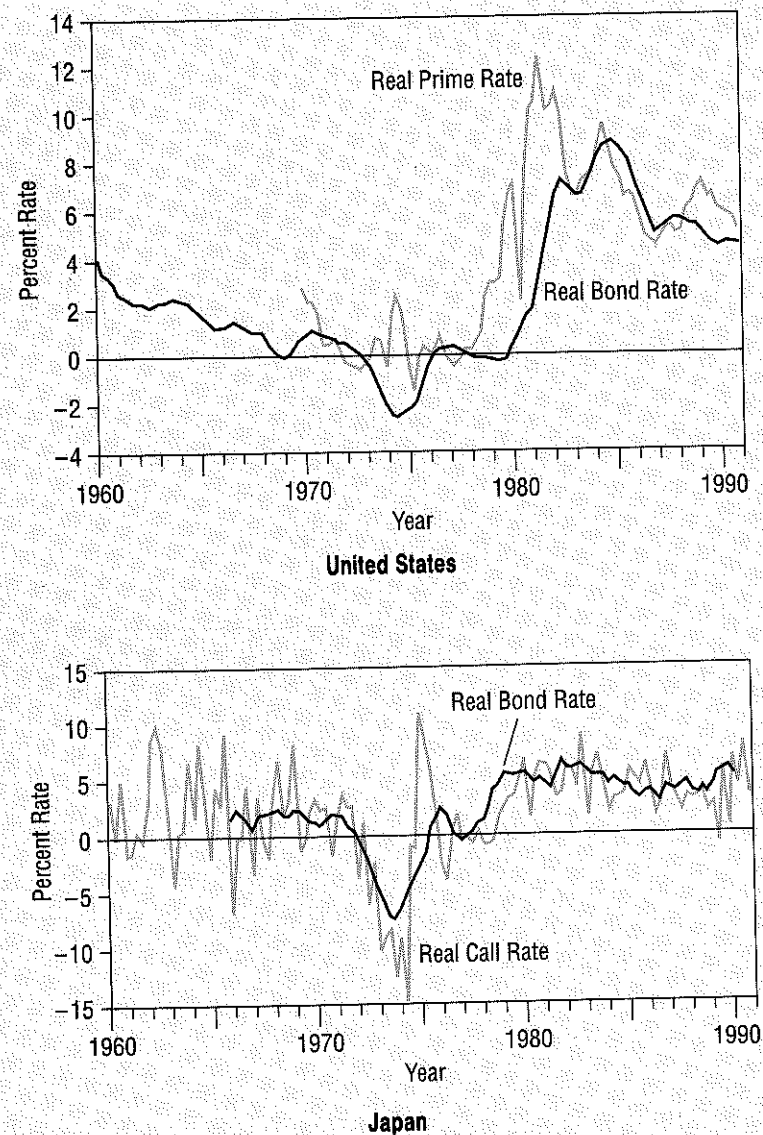 14
12
10
8
6
4
2
0
−2
−4
Percent Rate
Real Prime Rate
Real Bond Rate
1960
1970
1980
1990
Year
United States
15
10
5
0
−5
−10
−15
Percent Rate
Real Bond Rate
Real Call Rate
1960
1970
1980
1990
Year
Japan